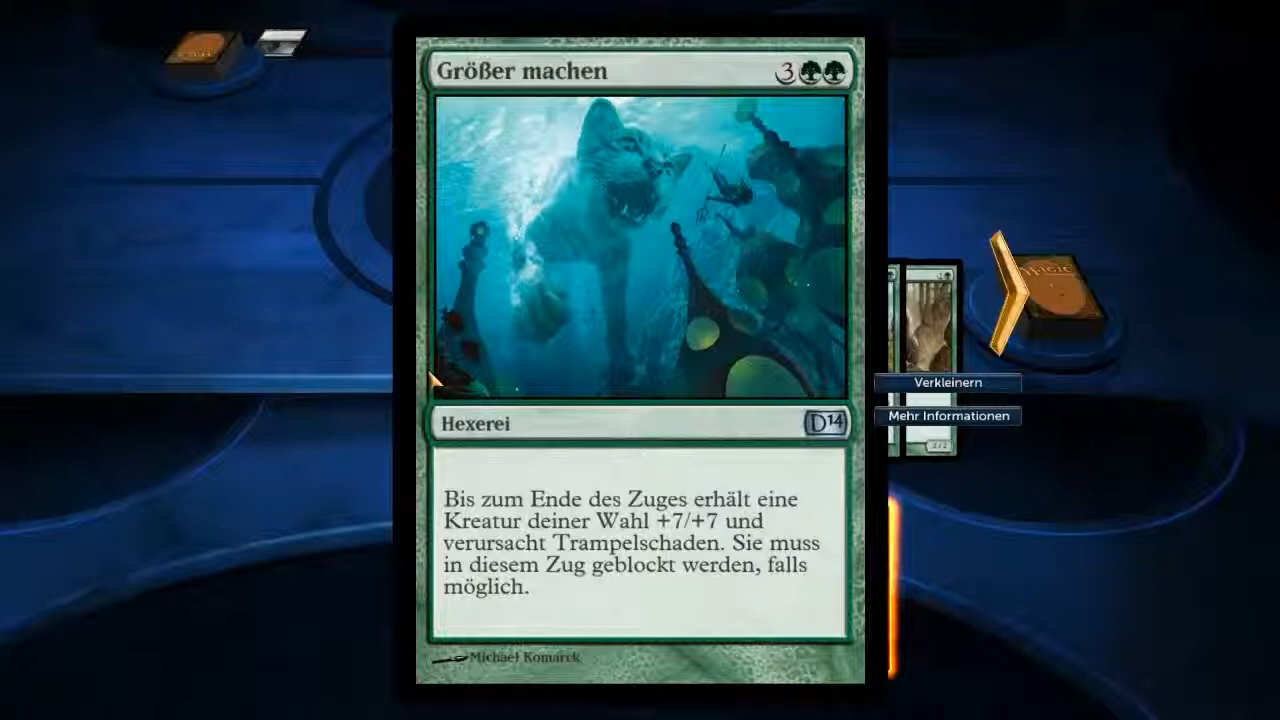 Größer machen
3
Hexerei
D14
Bis zum Ende des Zuges erhält eine
Kreatur deiner Wahl +7/+7 und
verursacht Trampelschaden. Sie muss
in diesem Zug geblockt werden, falls
möglich.
Michael Komarck
Verkleinern
Mehr Informationen
MAGIC